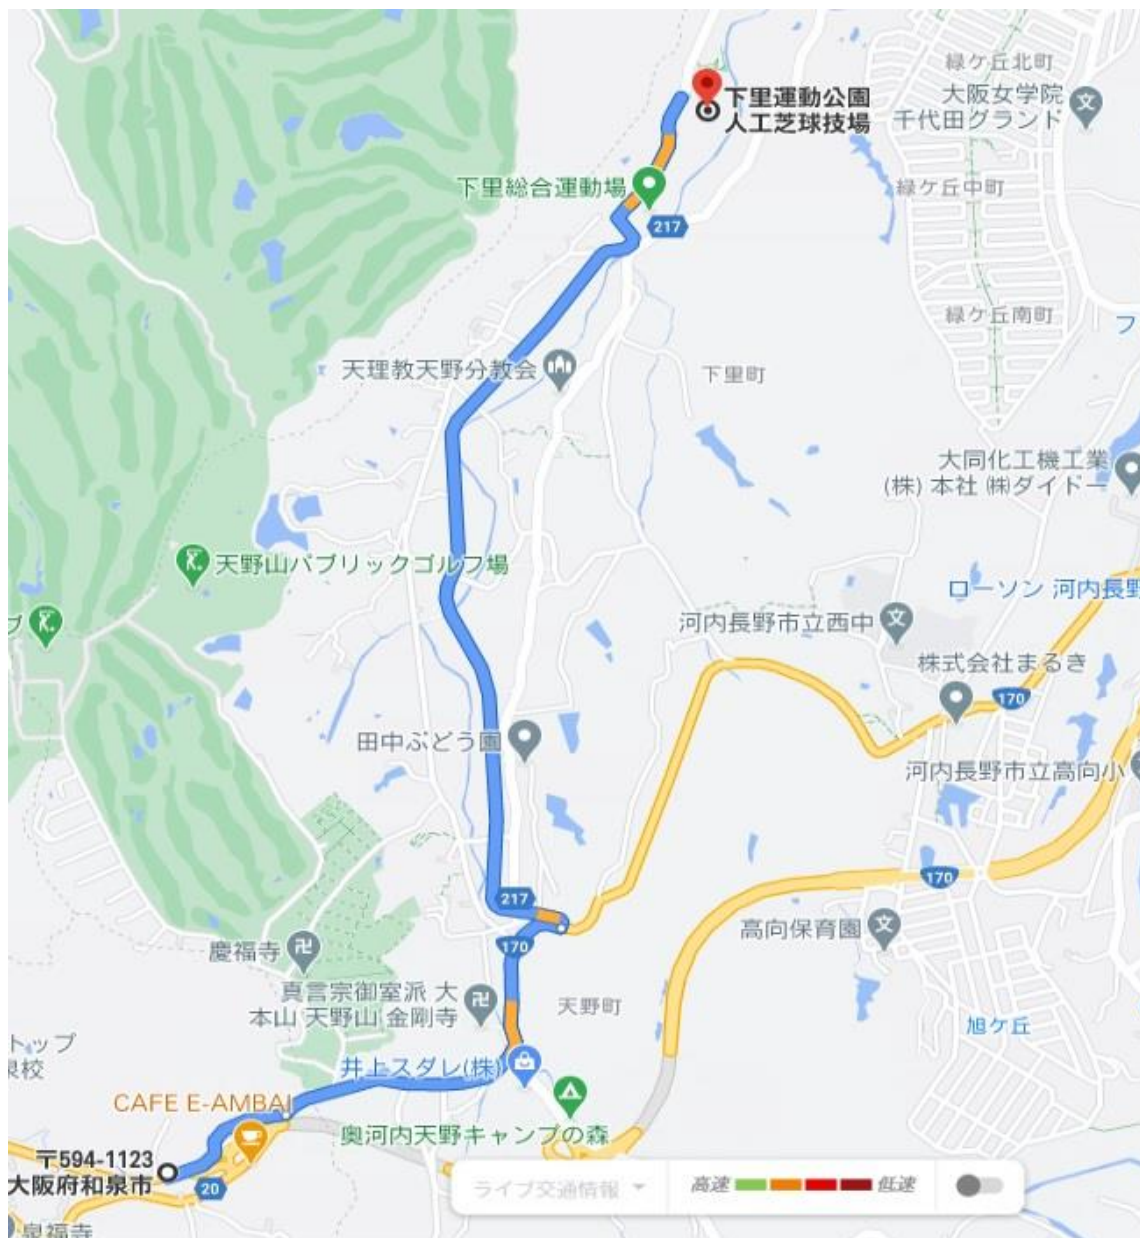 緑ケ丘北町
大阪女学院
千代田グランド
下里運動公園
人工芝球技場
下里総合運動場
緑ケ丘中町
217
緑ケ丘南町
フ
天理教天野分教会
下里町
大同化工機工業
(株) 本社 ㈱ダイドー
天野山パブリックゴルフ場
ローソン 河内長野
ブ
河内長野市立西中
株式会社まるき
170
田中ぶどう園
河内長野市立高向小
170
217
高向保育園
慶福寺
170
真言宗御室派 大
本山 天野山 金剛寺
天野町
旭ケ丘
トップ
泉校
井上スダレ(株)
CAFE E-AMBAI
奥河内天野キャンプの森
〒594-1123
大阪府和泉市
20
ライブ交通情報
高速
低速
泉福寺